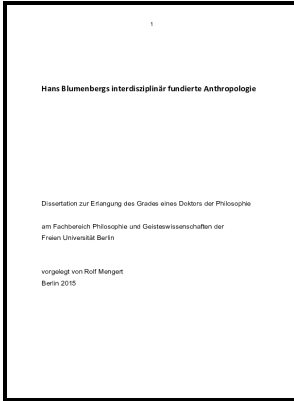 1
Hans Blumenbergs interdisziplinär fundierte Anthropologie
Dissertation zur Erlangung des Grades eines Doktors der Philosophie
am Fachbereich Philosophie und Geisteswissenschaften der
Freien Universität Berlin
vorgelegt von Rolf Mengert
Berlin 2015